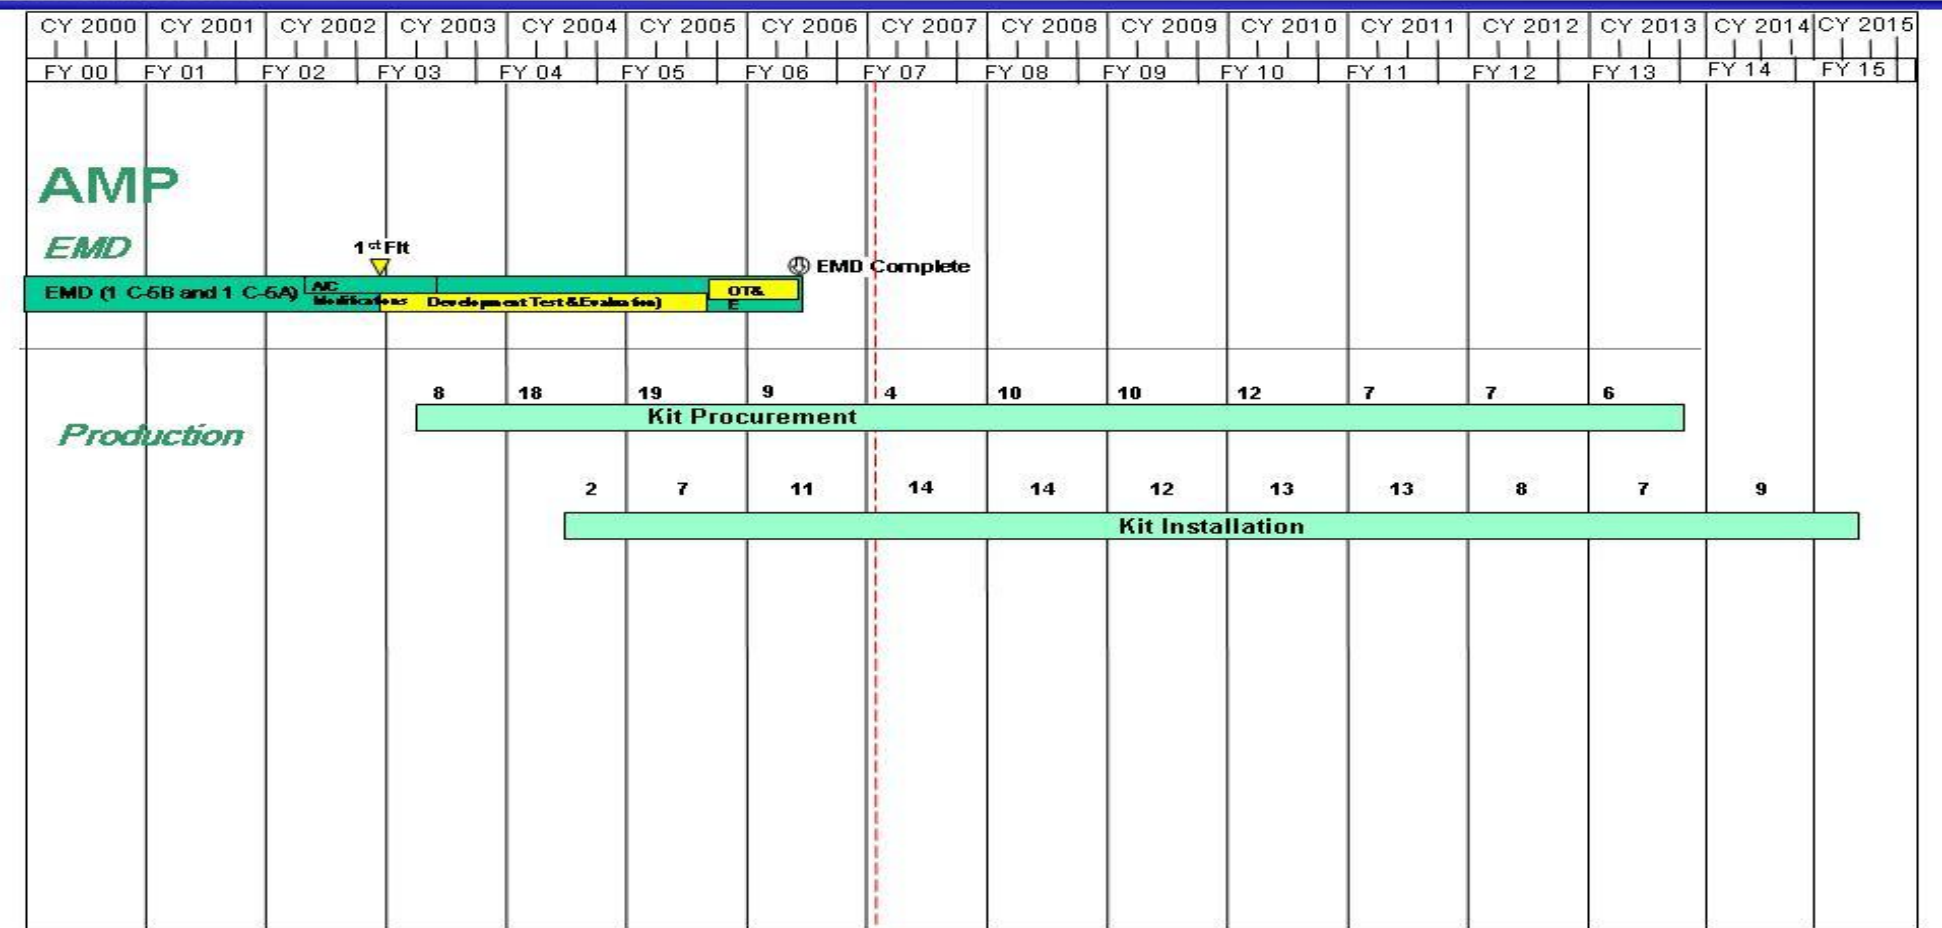 CY 2000 CY 2001 CY 2002 CY 2003 CY 2004 CY 2005 CY 2006 CY 2007 CY 2008 CY 2009 CY 2010 CY 2011 CY 2012 CY 2013 CY 2014 CY 2015
FY 00 FY 01 FY 02 FY 03 FY 04 FY 05 FY 06 FY 07 FY 08 FY 09 FY 10 FY 11 FY 12 FY 13 FY 14 FY 15
AMP
EMD
1st Flt
EMD Complete
EMD (1 C-5B and 1 C-5A)
A/C
Modifications
Development Test & Evaluation)
OT&
E
8 18 19 9 4 10 10 12 7 7 6
Kit Procurement
Production
2 7 11 14 14 12 13 13 8 7 9
Kit Installation